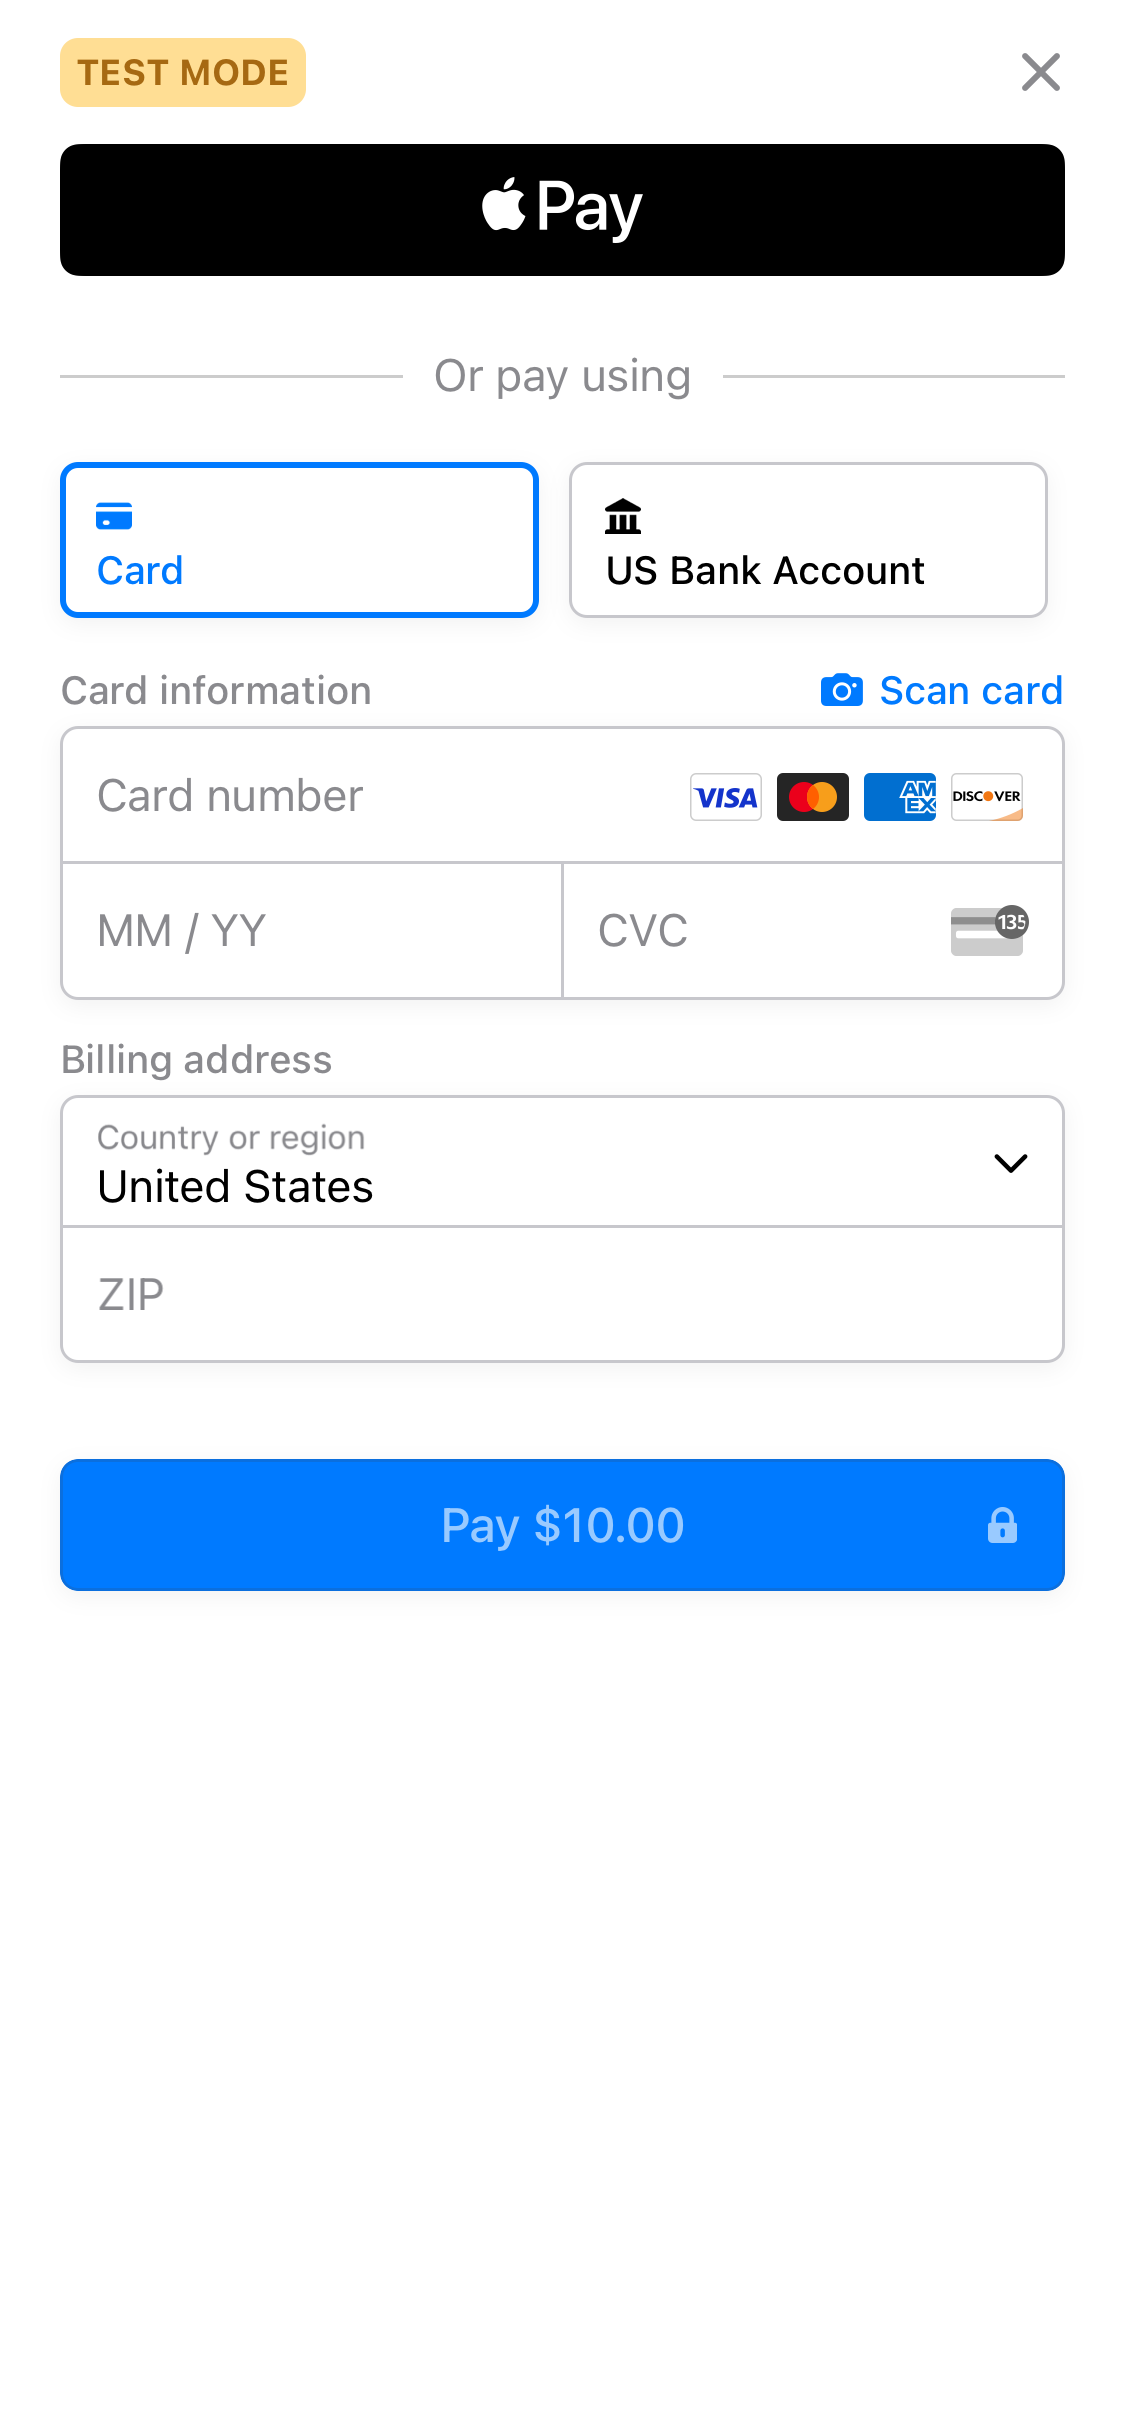 TEST MODE
Pay
Or pay using
Card
US Bank Account
Card information
Scan card
Card number
VISA
AM
EX
DISCOVER
MM / YY
CVC
135
Billing address
Country or region
United States
ZIP
Pay $10.00